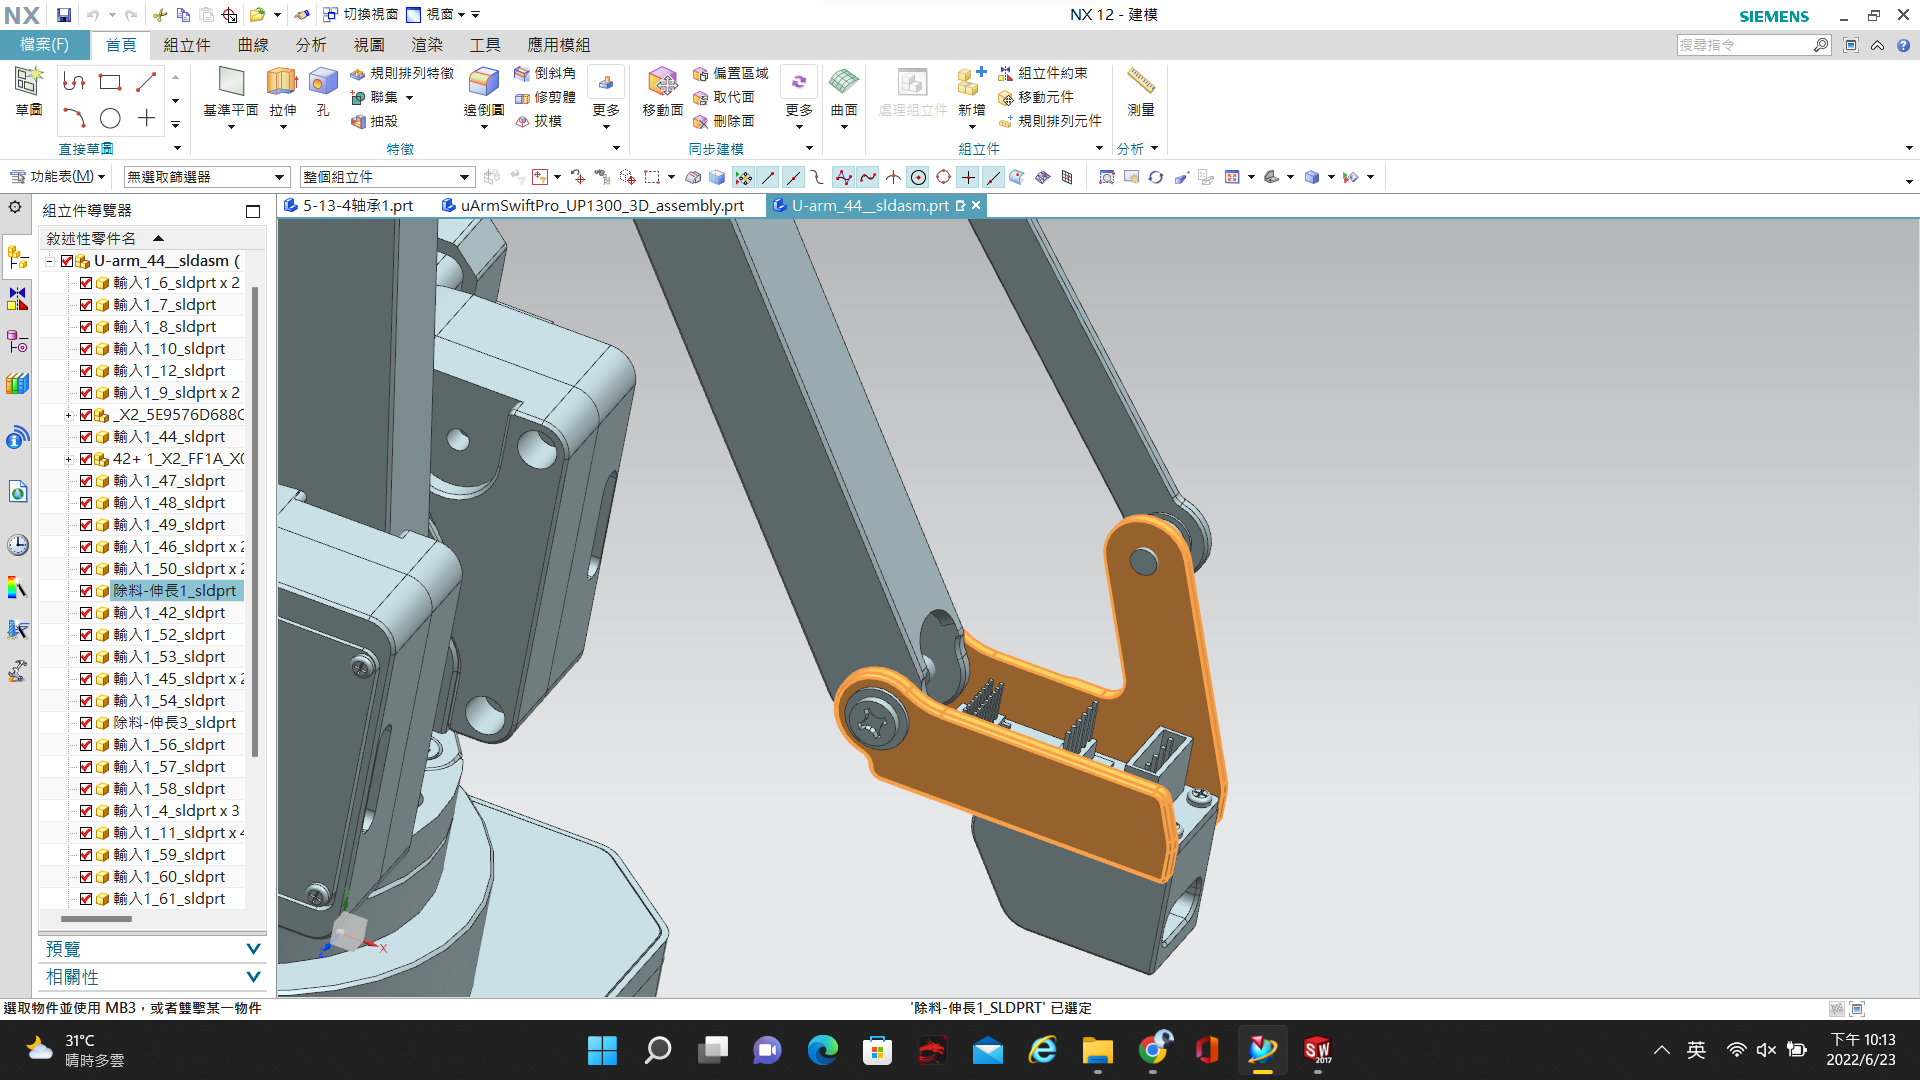 NX
切換視窗
視窗
NX 12 - 建模
SIEMENS
檔案(F)
首頁
組立件
曲線
分析
視圖
渲染
工具
應用模組
搜尋指令
草圖
直接草圖
基準平面
拉伸
孔
規則排列特徵
聯集
抽殼
邊倒圓
倒斜角
修剪體
拔模
更多
特徵
移動面
偏置區域
取代面
刪除面
更多
同步建模
曲面
處理組立件
新增
組立件約束
移動元件
規則排列元件
組立件
測量
分析
功能表(M)
無選取篩選器
整個組立件
組立件導覽器
5-13-4轴承1.prt
uArmSwiftPro_UP1300_3D_assembly.prt
U-arm_44__sldasm.prt
敘述性零件名
U-arm_44__sldasm (
輸入1_6_sldprt x 2
輸入1_7_sldprt
輸入1_8_sldprt
輸入1_10_sldprt
輸入1_12_sldprt
輸入1_9_sldprt x 2
_X2_5E9576D688C
輸入1_44_sldprt
42+ 1_X2_FF1A_X0
輸入1_47_sldprt
輸入1_48_sldprt
輸入1_49_sldprt
輸入1_46_sldprt x 2
輸入1_50_sldprt x 2
除料-伸長1_sldprt
輸入1_42_sldprt
輸入1_52_sldprt
輸入1_53_sldprt
輸入1_45_sldprt x 2
輸入1_54_sldprt
除料-伸長3_sldprt
輸入1_56_sldprt
輸入1_57_sldprt
輸入1_58_sldprt
輸入1_4_sldprt x 3
輸入1_11_sldprt x 4
輸入1_59_sldprt
輸入1_60_sldprt
輸入1_61_sldprt
X
Z
預覽
相關性
選取物件並使用 MB3，或者雙擊某一物件
'除料-伸長1_SLDPRT' 已選定
31°C
晴時多雲
SW
2017
英
下午 10:13
2022/6/23